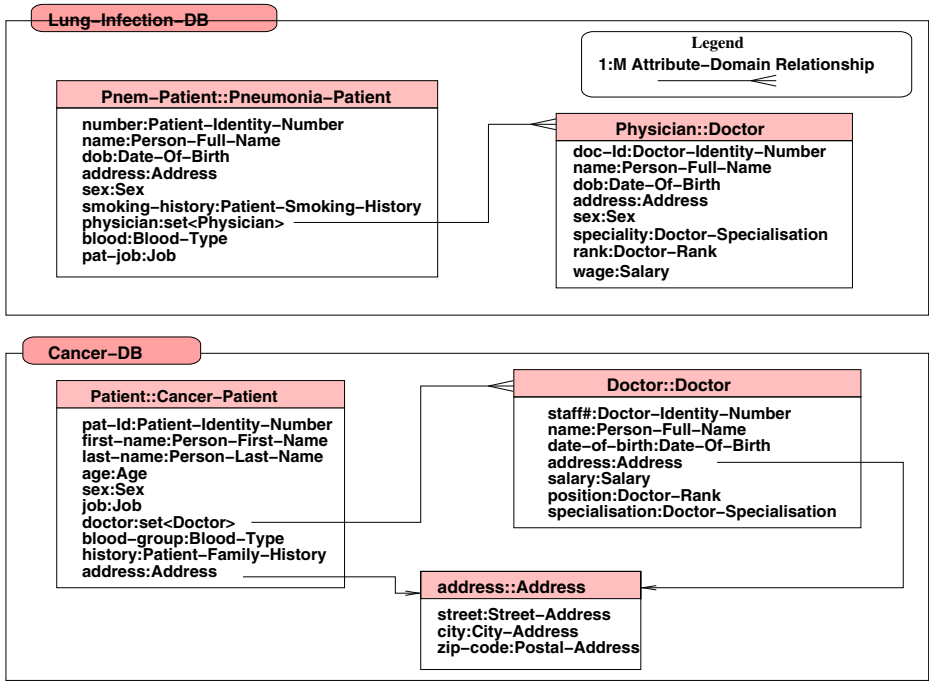 Lung–Infection–DB
Legend
1:M Attribute–Domain Relationship
Pnem–Patient::Pneumonia–Patient
number:Patient–Identity–Number
name:Person–Full–Name
dob:Date–Of–Birth
address:Address
sex:Sex
smoking–history:Patient–Smoking–History
physician:set<Physician>
blood:Blood–Type
pat–job:Job
Physician::Doctor
doc–Id:Doctor–Identity–Number
name:Person–Full–Name
dob:Date–Of–Birth
address:Address
sex:Sex
speciality:Doctor–Specialisation
rank:Doctor–Rank
wage:Salary
Cancer–DB
Patient::Cancer–Patient
pat–Id:Patient–Identity–Number
first–name:Person–First–Name
last–name:Person–Last–Name
age:Age
sex:Sex
job:Job
doctor:set<Doctor>
blood–group:Blood–Type
history:Patient–Family–History
address:Address
Doctor::Doctor
staff#:Doctor–Identity–Number
name:Person–Full–Name
date–of–birth:Date–Of–Birth
address:Address
salary:Salary
position:Doctor–Rank
specialisation:Doctor–Specialisation
address::Address
street:Street–Address
city:City–Address
zip–code:Postal–Address